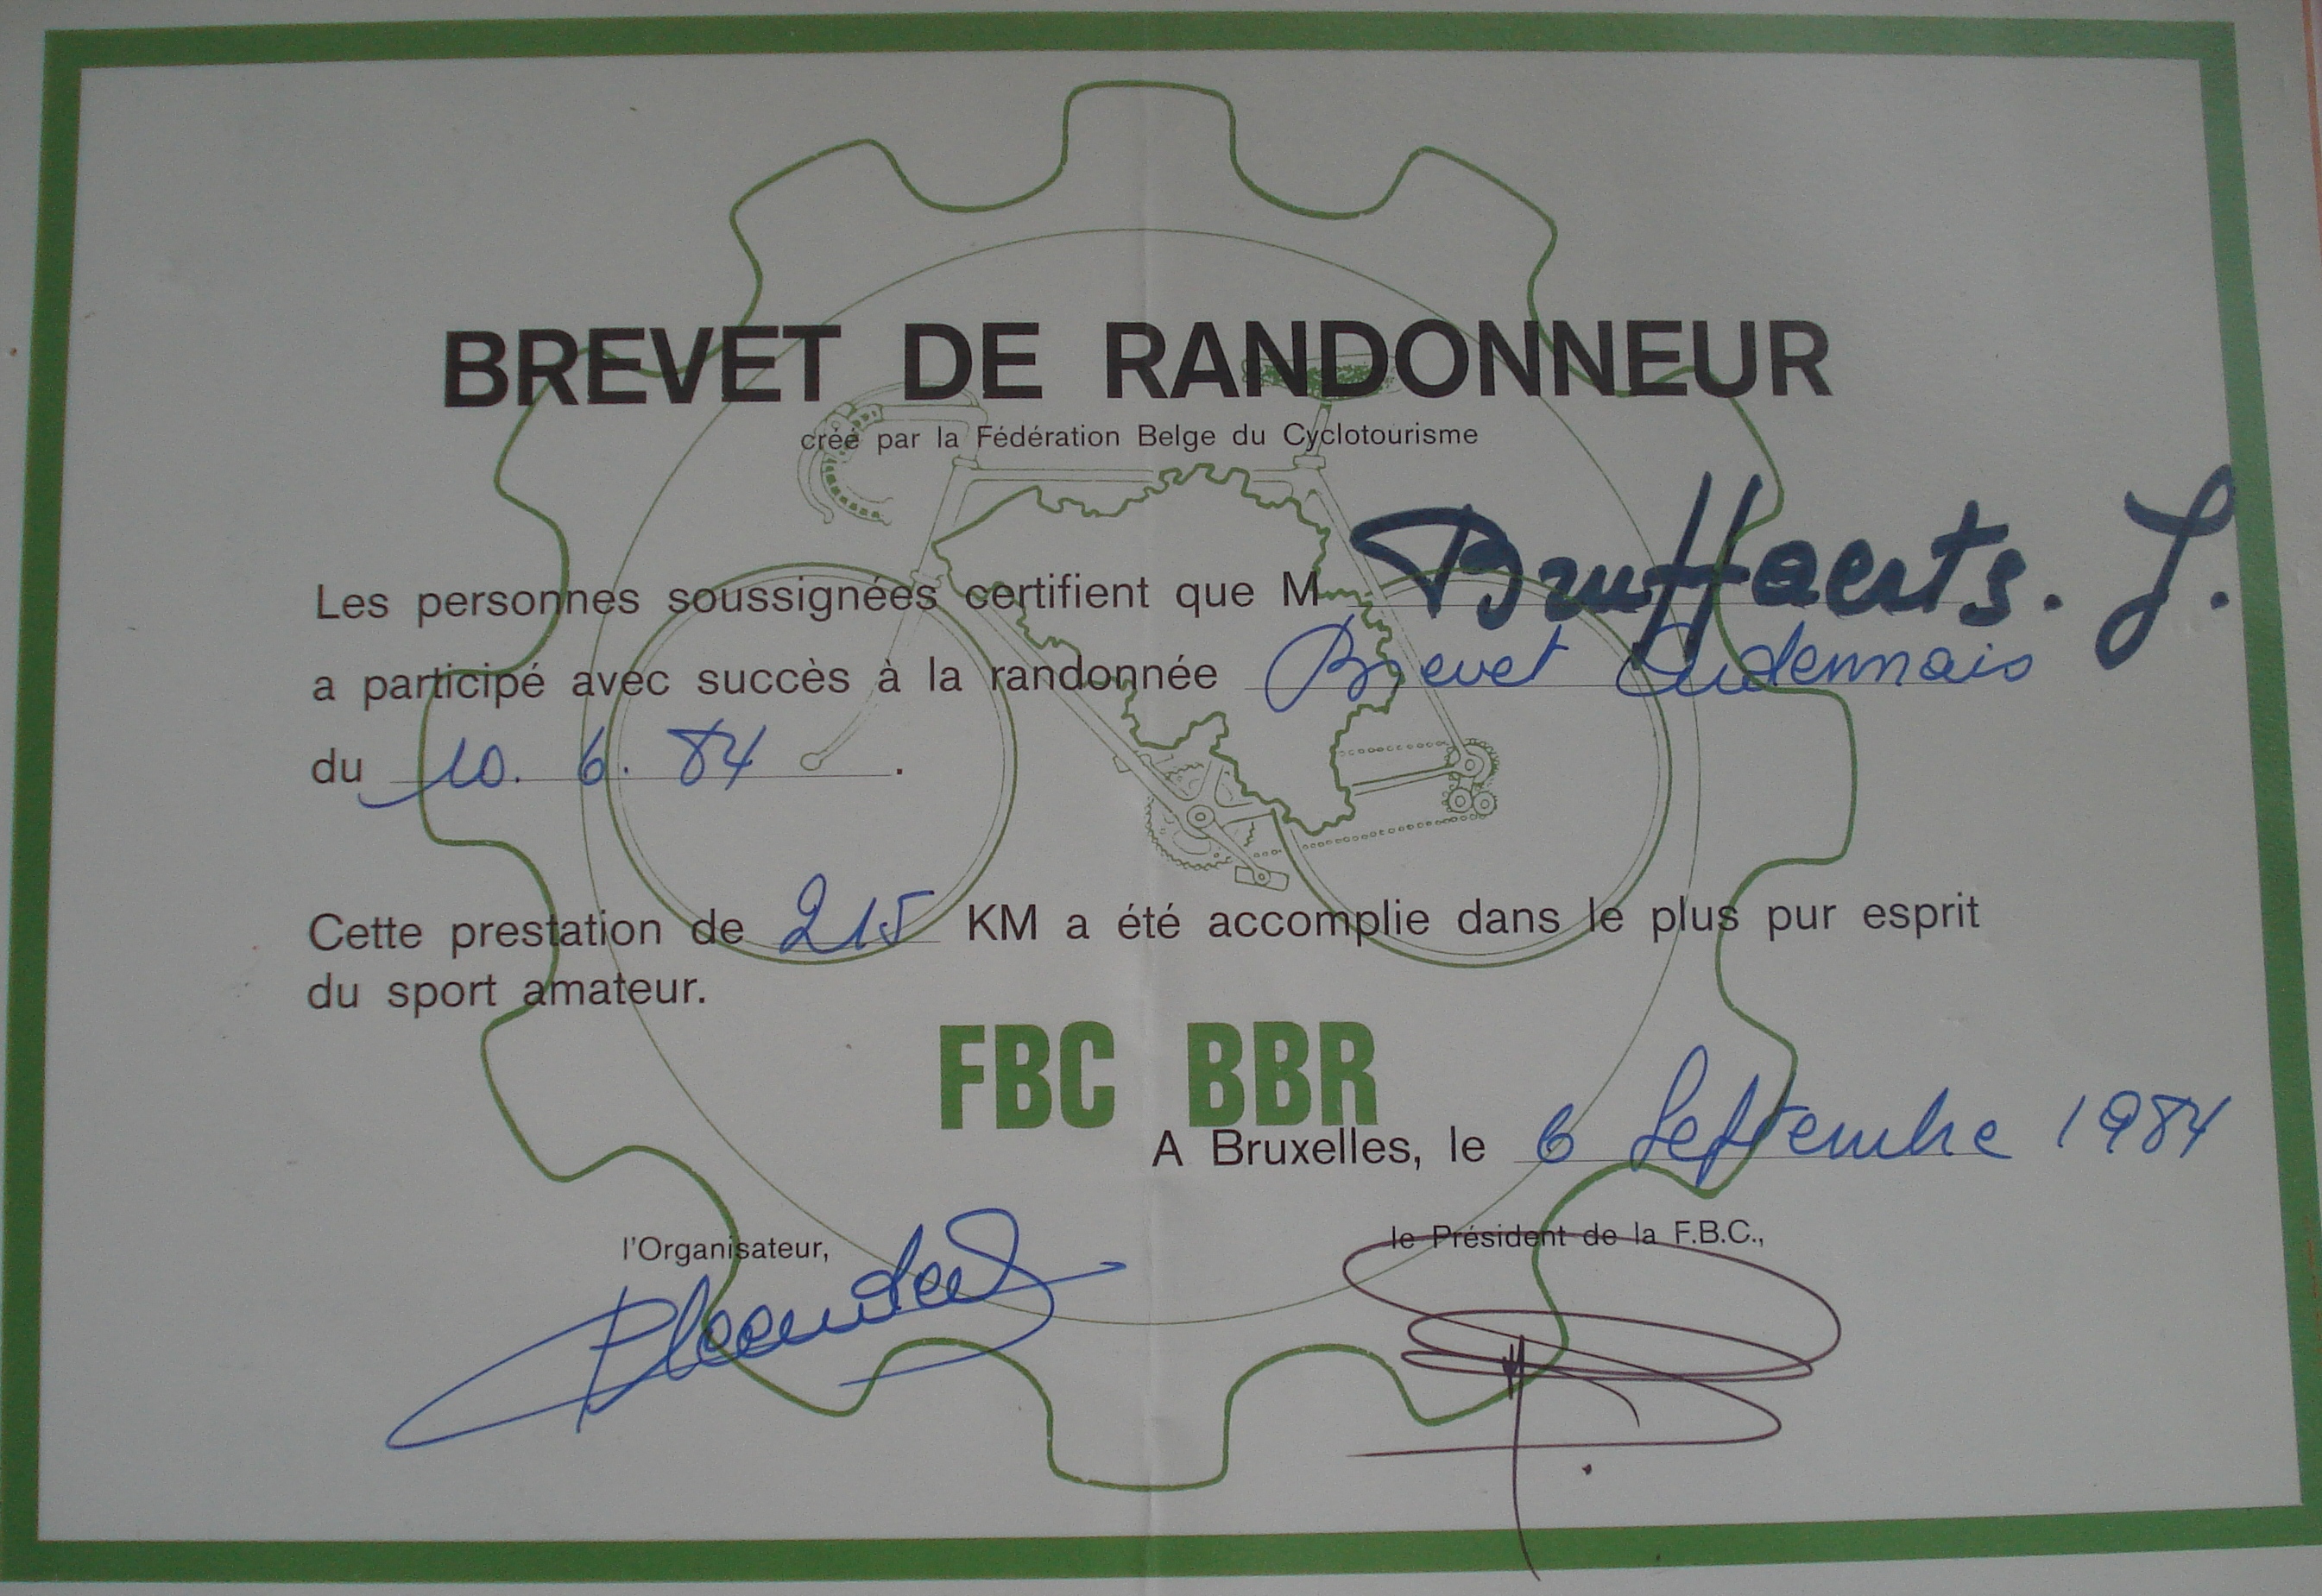 BREVET DE RANDONNEUR
créé par la Fédération Belge du Cyclotourisme
Les personnes soussignées certifient que M Bruffaerts. J.
a participé avec succès à la randonnée Brevet Andennais
du 10. 6. 84 .
Cette prestation de 215 KM a été accomplie dans le plus pur esprit
du sport amateur.
FBC BBR
A Bruxelles, le 6 Septembre 1984
l'Organisateur,
le Président de la F.B.C.,